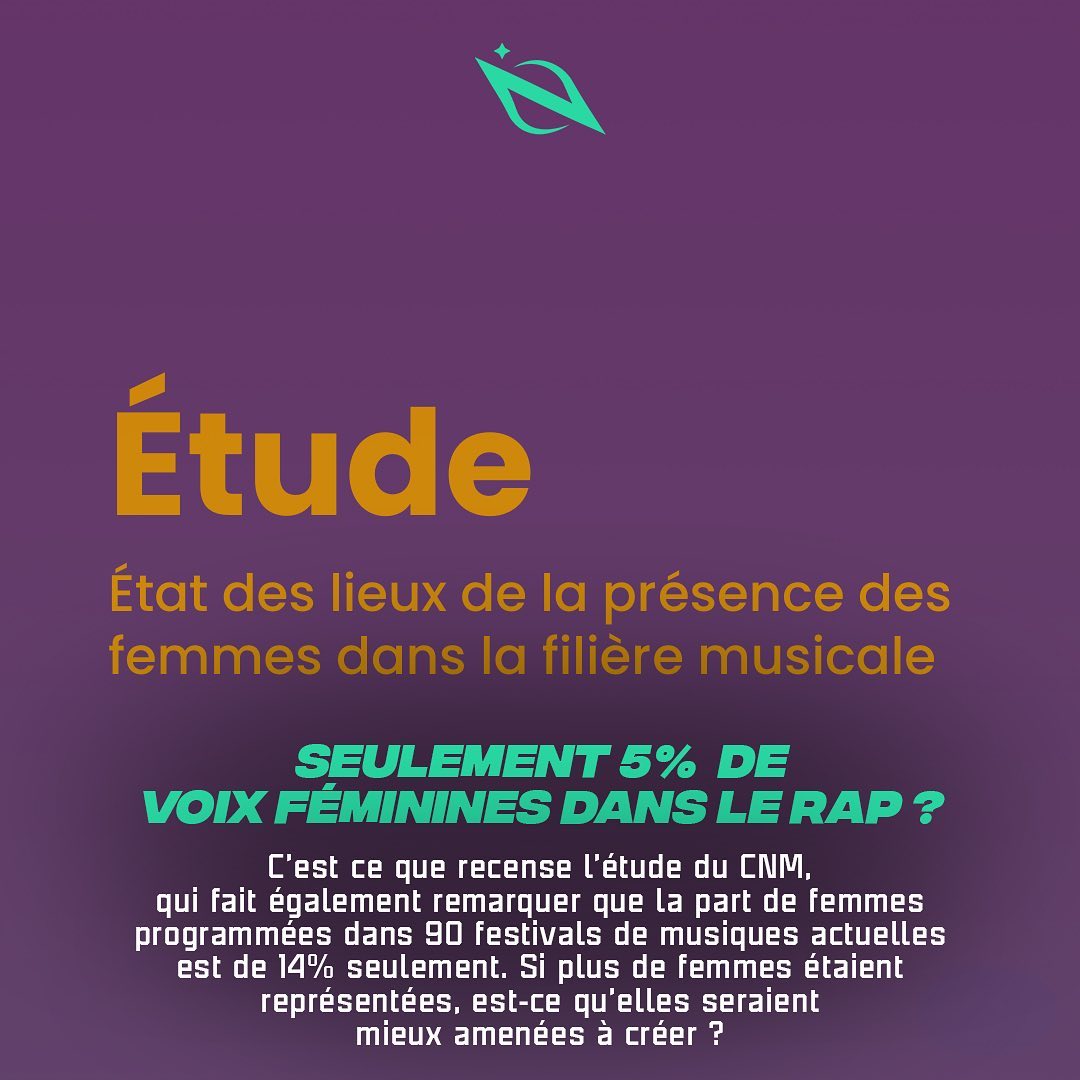 Étude
État des lieux de la présence des
femmes dans la filière musicale
SEULEMENT 5% DE
VOIX FÉMININES DANS LE RAP ?
C'est ce que recense l'étude du CNM,
qui fait également remarquer que la part de femmes
programmées dans 90 festivals de musiques actuelles
est de 14% seulement. Si plus de femmes étaient
représentées, est-ce qu'elles seraient
mieux amenées à créer ?